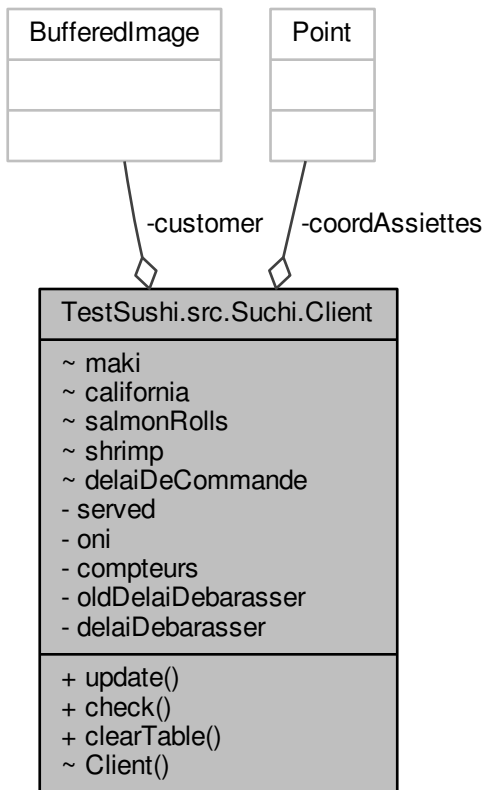 BufferedImage
Point
-customer
-coordAssiettes
TestSushi.src.Suchi.Client
~ maki
~ california
~ salmonRolls
~ shrimp
~ delaiDeCommande
- served
- oni
- compteurs
- oldDelaiDebarasser
- delaiDebarasser
+ update()
+ check()
+ clearTable()
~ Client()